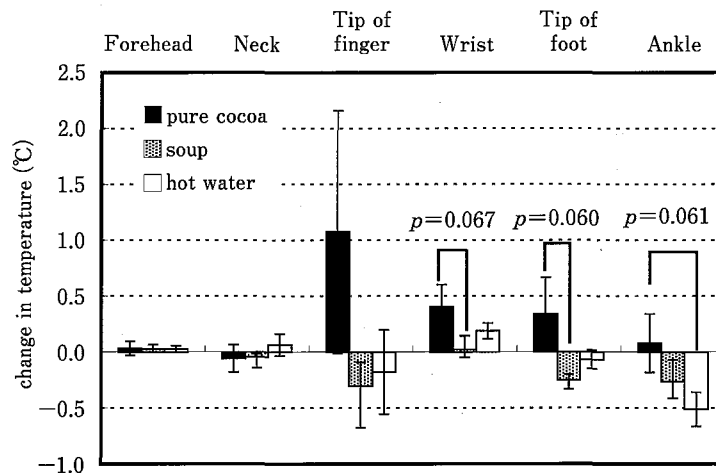 Forehead
Neck
Tip of
finger
Wrist
Tip of
foot
Ankle
2.5
2.0
1.5
1.0
0.5
0.0
−0.5
−1.0
change in temperature (℃)
pure cocoa
soup
hot water
p=0.067
p=0.060
p=0.061